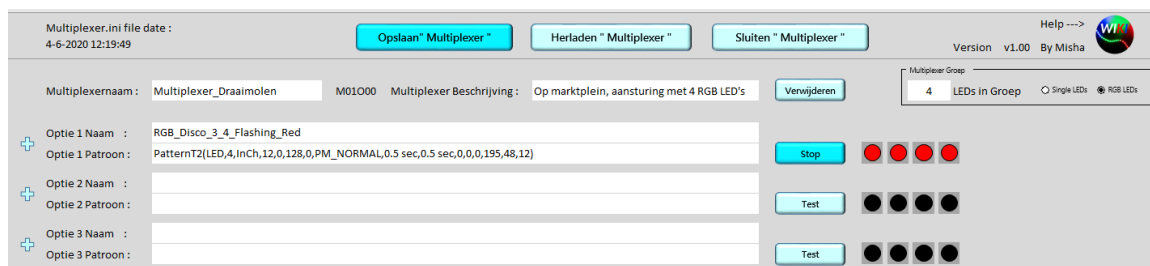 Multiplexer.ini file date :
4-6-2020 12:19:49
Opslaan" Multiplexer "
Herladen " Multiplexer "
Sluiten " Multiplexer "
Help --->
WIKI
Version v1.00 By Misha
Multiplexer Groep
4 LEDs in Groep Single LEDs RGB LEDs
Multiplexernaam : Multiplexer_Draaimolen M01O00 Multiplexer Beschrijving : Op marktplein, aansturing met 4 RGB LED's Verwijderen
Optie 1 Naam : RGB_Disco_3_4_Flashing_Red
Optie 1 Patroon : PatternT2(LED,4,InCh,12,0,128,0,PM_NORMAL,0.5 sec,0.5 sec,0,0,0,195,48,12) Stop
Optie 2 Naam :
Optie 2 Patroon : Test
Optie 3 Naam :
Optie 3 Patroon : Test